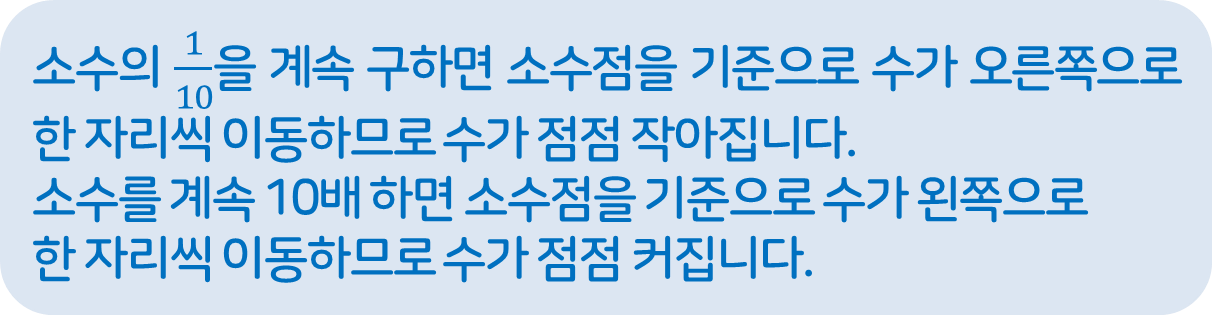 소수의 1/10을 계속 구하면 소수점을 기준으로 수가 오른쪽으로
한 자리씩 이동하므로 수가 점점 작아집니다.
소수를 계속 10배 하면 소수점을 기준으로 수가 왼쪽으로
한 자리씩 이동하므로 수가 점점 커집니다.